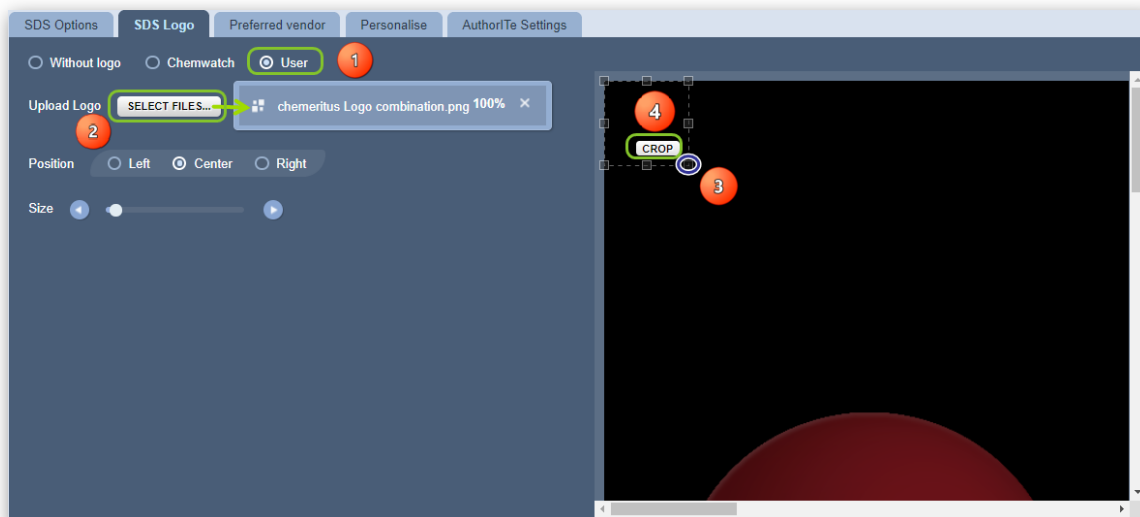 SDS Options SDS Logo Preferred vendor Personalise AuthorITe Settings
Without logo Chemwatch User 1
Upload Logo SELECT FILES... chemeritus Logo combination.png 100% ×
2
4
CROP
3
Position Left Center Right
Size